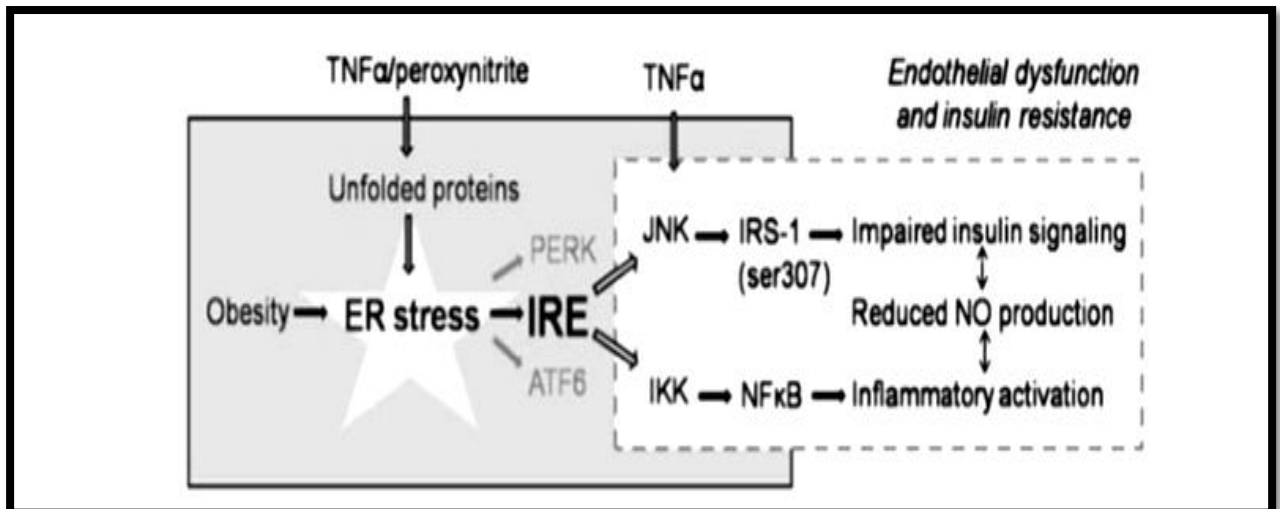 TNFα/peroxynitrite
TNFα
Endothelial dysfunction
and insulin resistance
Unfolded proteins
PERK
JNK
IRS-1
(ser307)
Impaired insulin signaling
Obesity
ER stress
IRE
Reduced NO production
ATF6
IKK
NFκB
Inflammatory activation